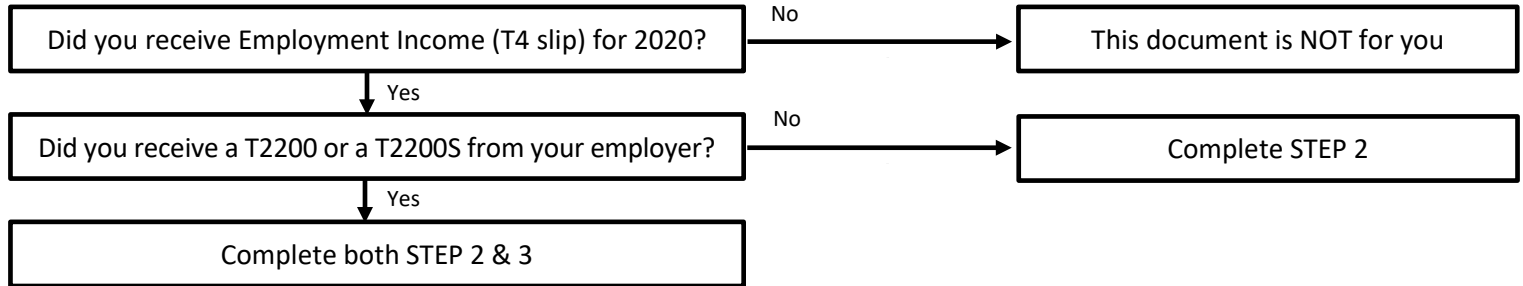 Did you receive Employment Income (T4 slip) for 2020?
No
This document is NOT for you
Yes
Did you receive a T2200 or a T2200S from your employer?
No
Complete STEP 2
Yes
Complete both STEP 2 & 3